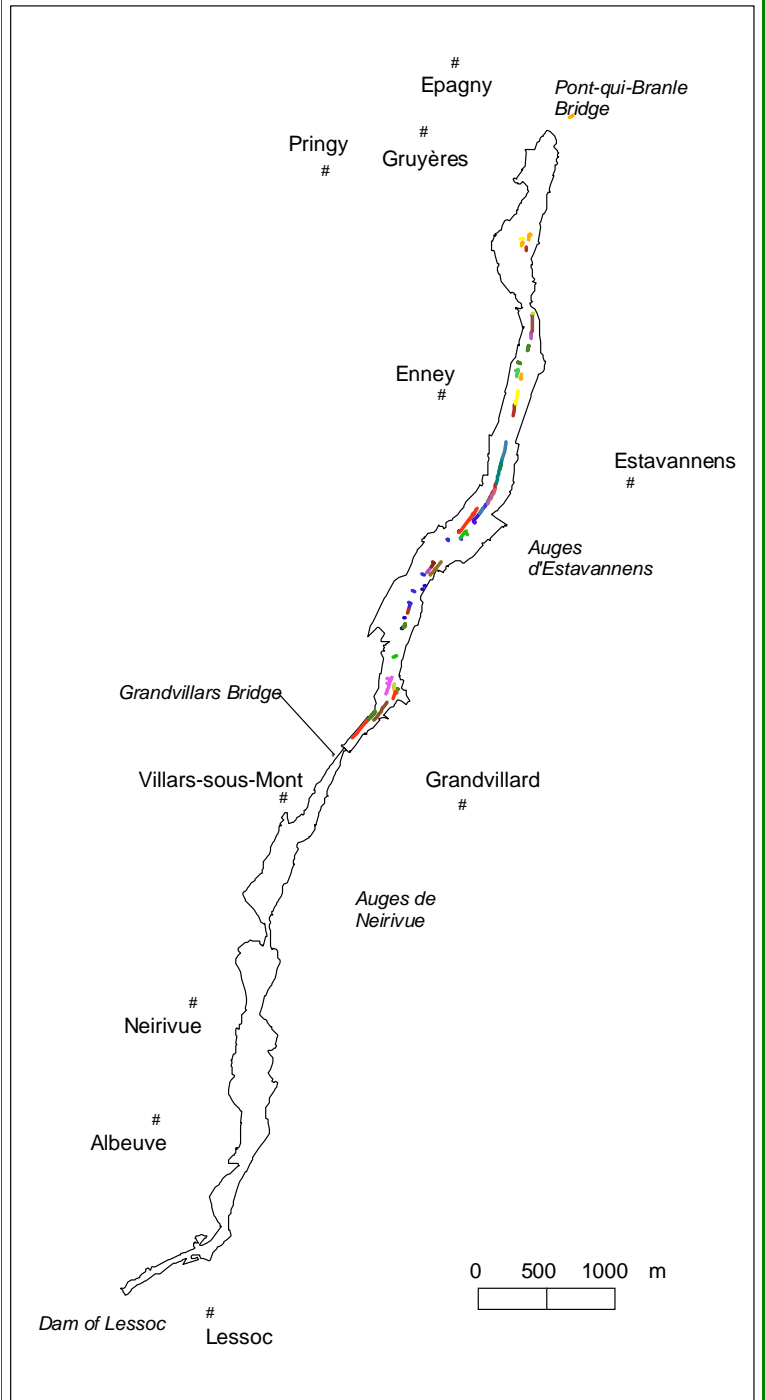 #
Epagny
Pont-qui-Branle
Bridge
Pringy
#
#
Gruyères
Enney
#
Estavannens
#
Auges
d'Estavannens
Grandvillars Bridge
Villars-sous-Mont
#
Grandvillard
#
Auges de
Neirivue
#
Neirivue
#
Albeuve
0 500 1000 m
Dam of Lessoc
#
Lessoc